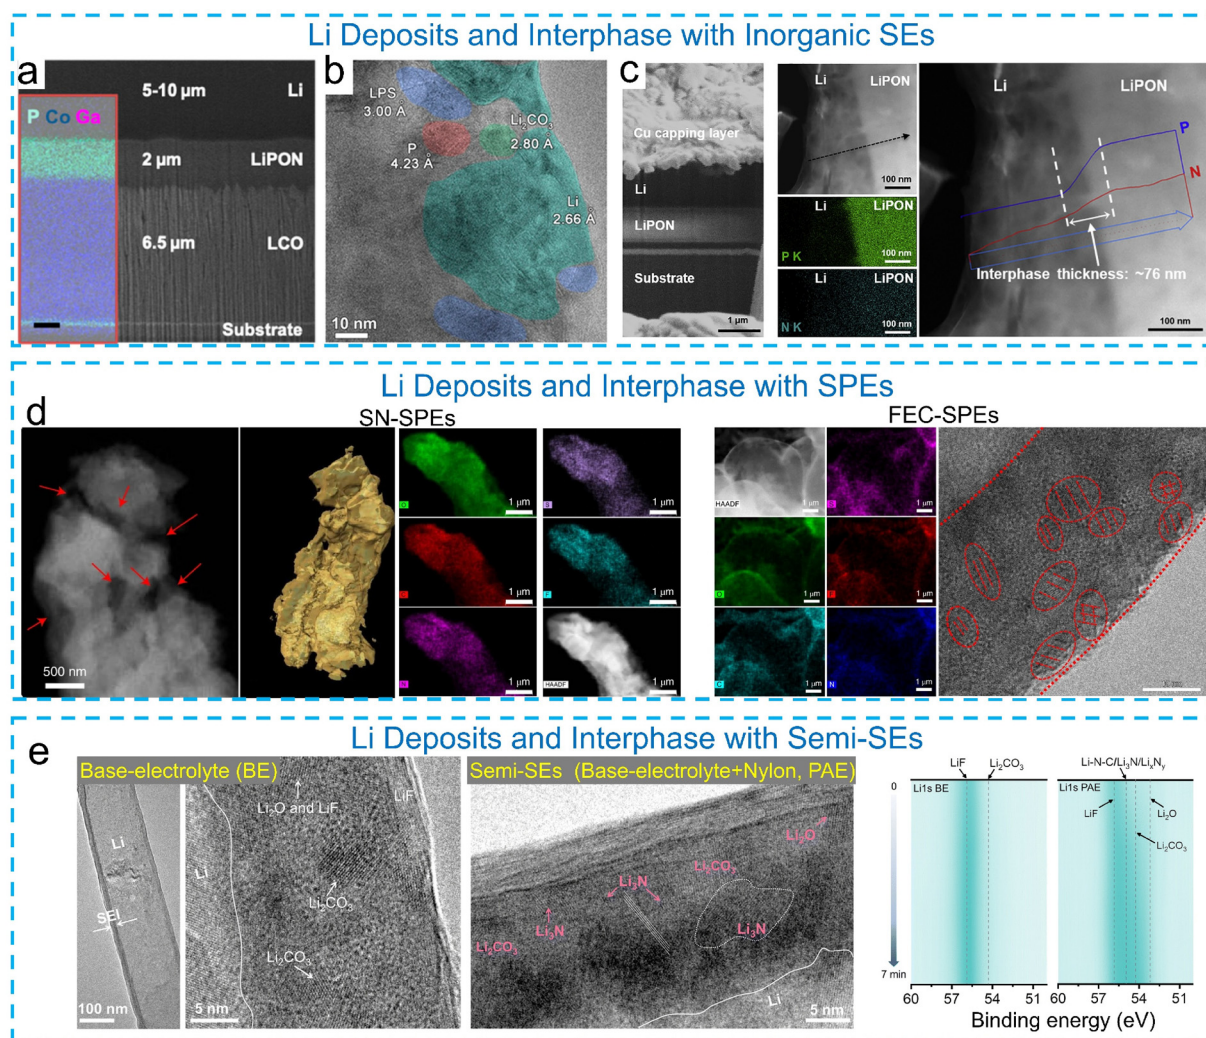 Li Deposits and Interphase with Inorganic SEs
a
P Co Ga
5-10 µm
Li
2 µm
LiPON
6.5 µm
LCO
Substrate
b
LPS
3.00 Å
Li₂CO₃
2.80 Å
P
4.23 Å
Li
2.66 Å
10 nm
c
Cu capping layer
Li
LiPON
Substrate
1 µm
Li
LiPON
100 nm
Li
LiPON
P K
100 nm
Li
LiPON
N K
100 nm
Li
LiPON
P
N
Interphase thickness: ~76 nm
100 nm
Li Deposits and Interphase with SPEs
d
SN-SPEs
FEC-SPEs
500 nm
O
1 µm
S
1 µm
C
1 µm
F
1 µm
N
1 µm
HAADF
1 µm
HAADF
1 µm
S
1 µm
O
1 µm
F
1 µm
C
1 µm
N
1 µm
Li Deposits and Interphase with Semi-SEs
e
Base-electrolyte (BE)
Li
SEI
100 nm
Li₂O and LiF
LiF
Li
Li₂CO₃
Li₂CO₃
5 nm
Semi-SEs (Base-electrolyte+Nylon, PAE)
Li₂O
Li₂CO₃
Li₃N
Li₃N
Li₃N
Li₂CO₃
Li
5 nm
LiF
Li₂CO₃
Li-N-C/Li₃N/LiₓNᵧ
0
Li1s BE
Li1s PAE
LiF
Li₂O
Li₂CO₃
7 min
60 57 54 51
60 57 54 51
Binding energy (eV)